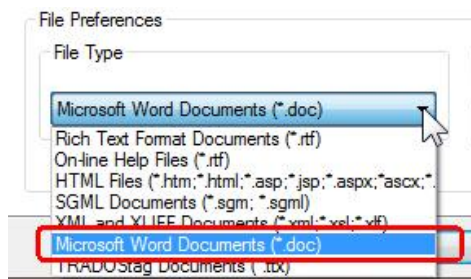 File Preferences
File Type
Microsoft Word Documents (*.doc)
Rich Text Format Documents (*.rtf)
On-line Help Files (*.rtf)
HTML Files (*.htm;*.html;*.asp;*.jsp;*.aspx;*ascx;*.
SGML Documents (*.sgm; *.sgml)
XML and XLIFF Documents (*.xml;*.xsl;*.xlf)
Microsoft Word Documents (*.doc)
TRADOStag Documents (*.ttx)